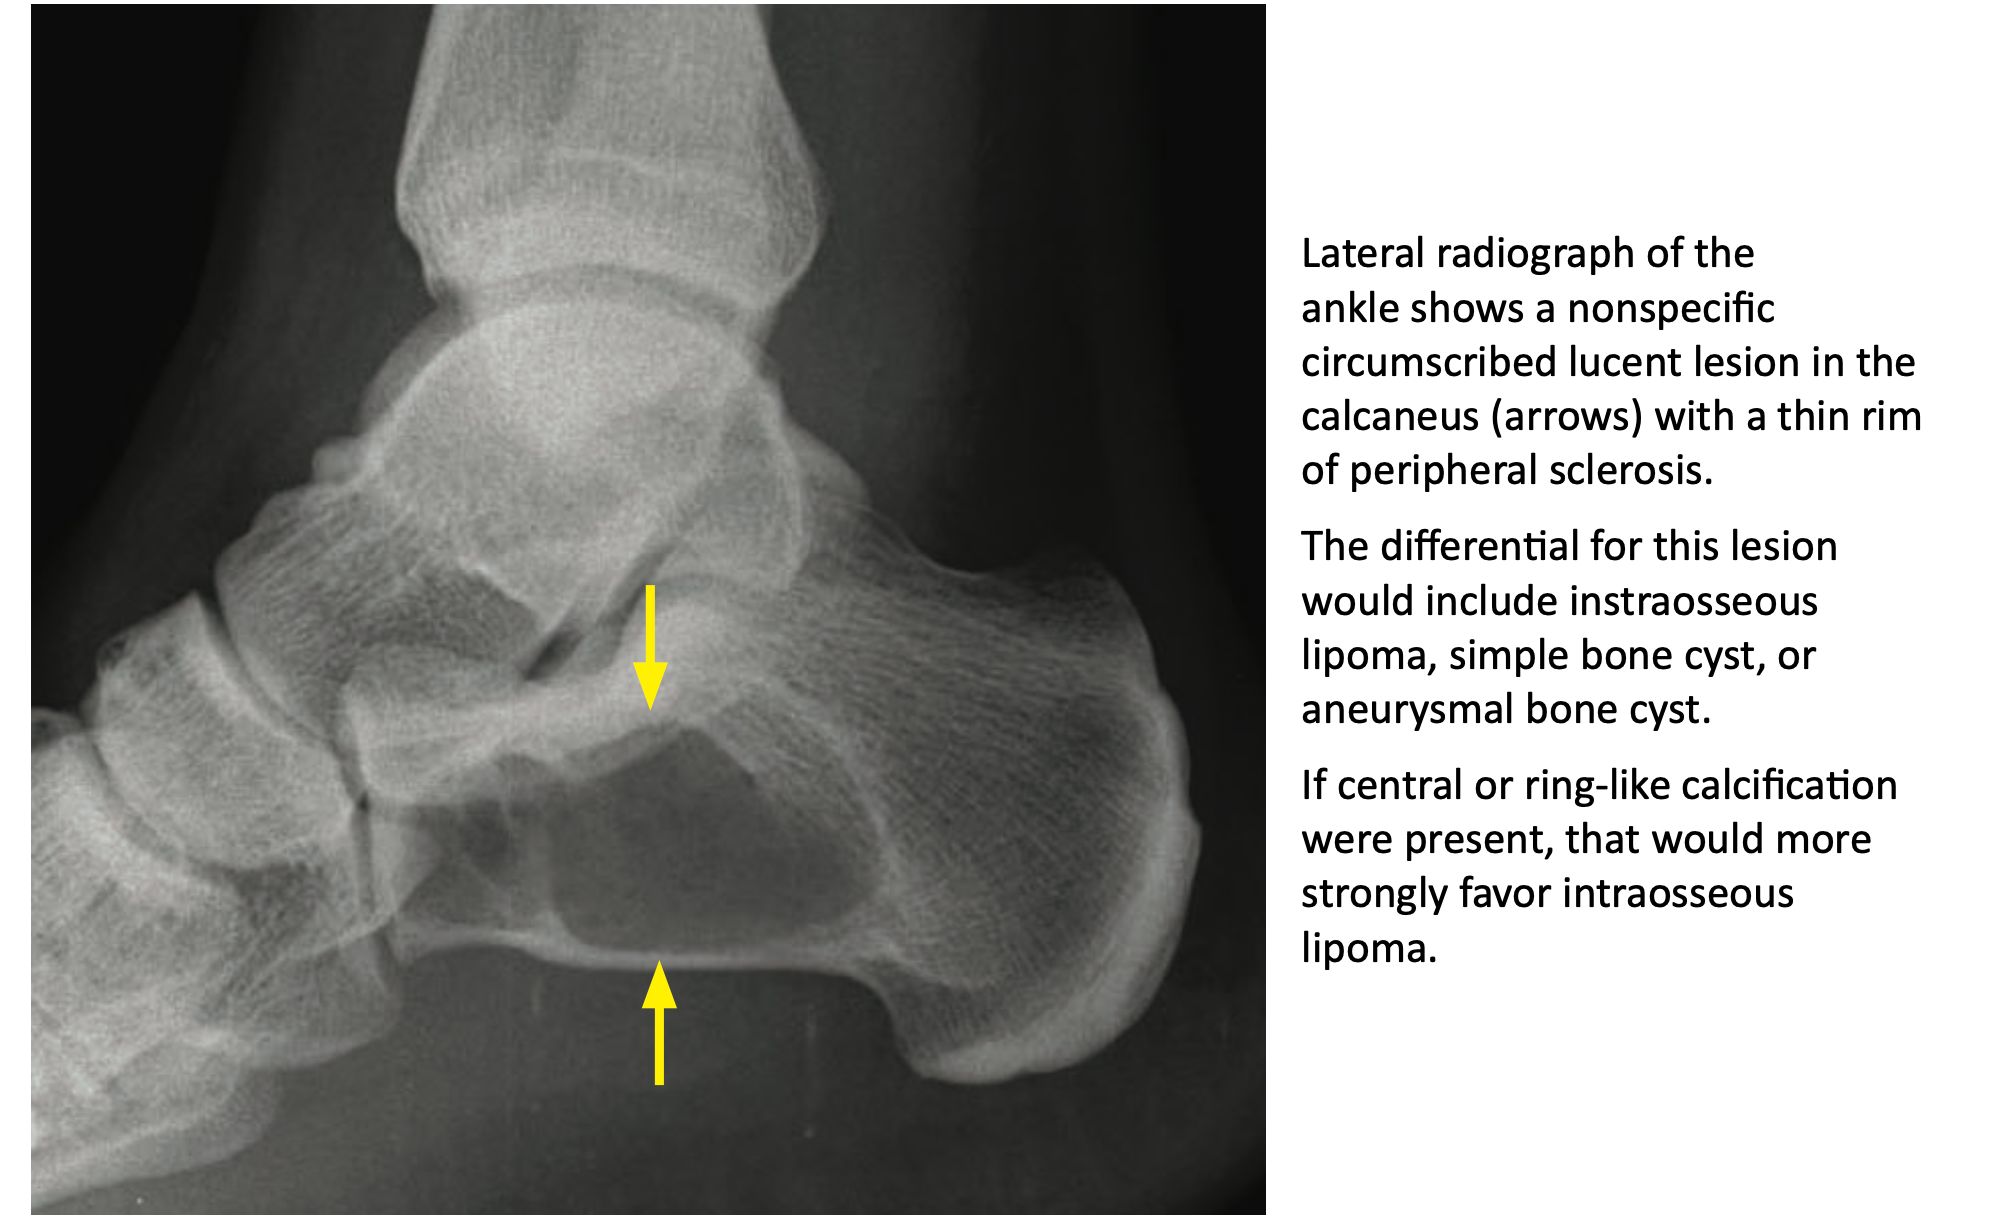 Lateral radiograph of the
ankle shows a nonspecific
circumscribed lucent lesion in the
calcaneus (arrows) with a thin rim
of peripheral sclerosis.
The differential for this lesion
would include instraosseous
lipoma, simple bone cyst, or
aneurysmal bone cyst.
If central or ring-like calcification
were present, that would more
strongly favor intraosseous
lipoma.